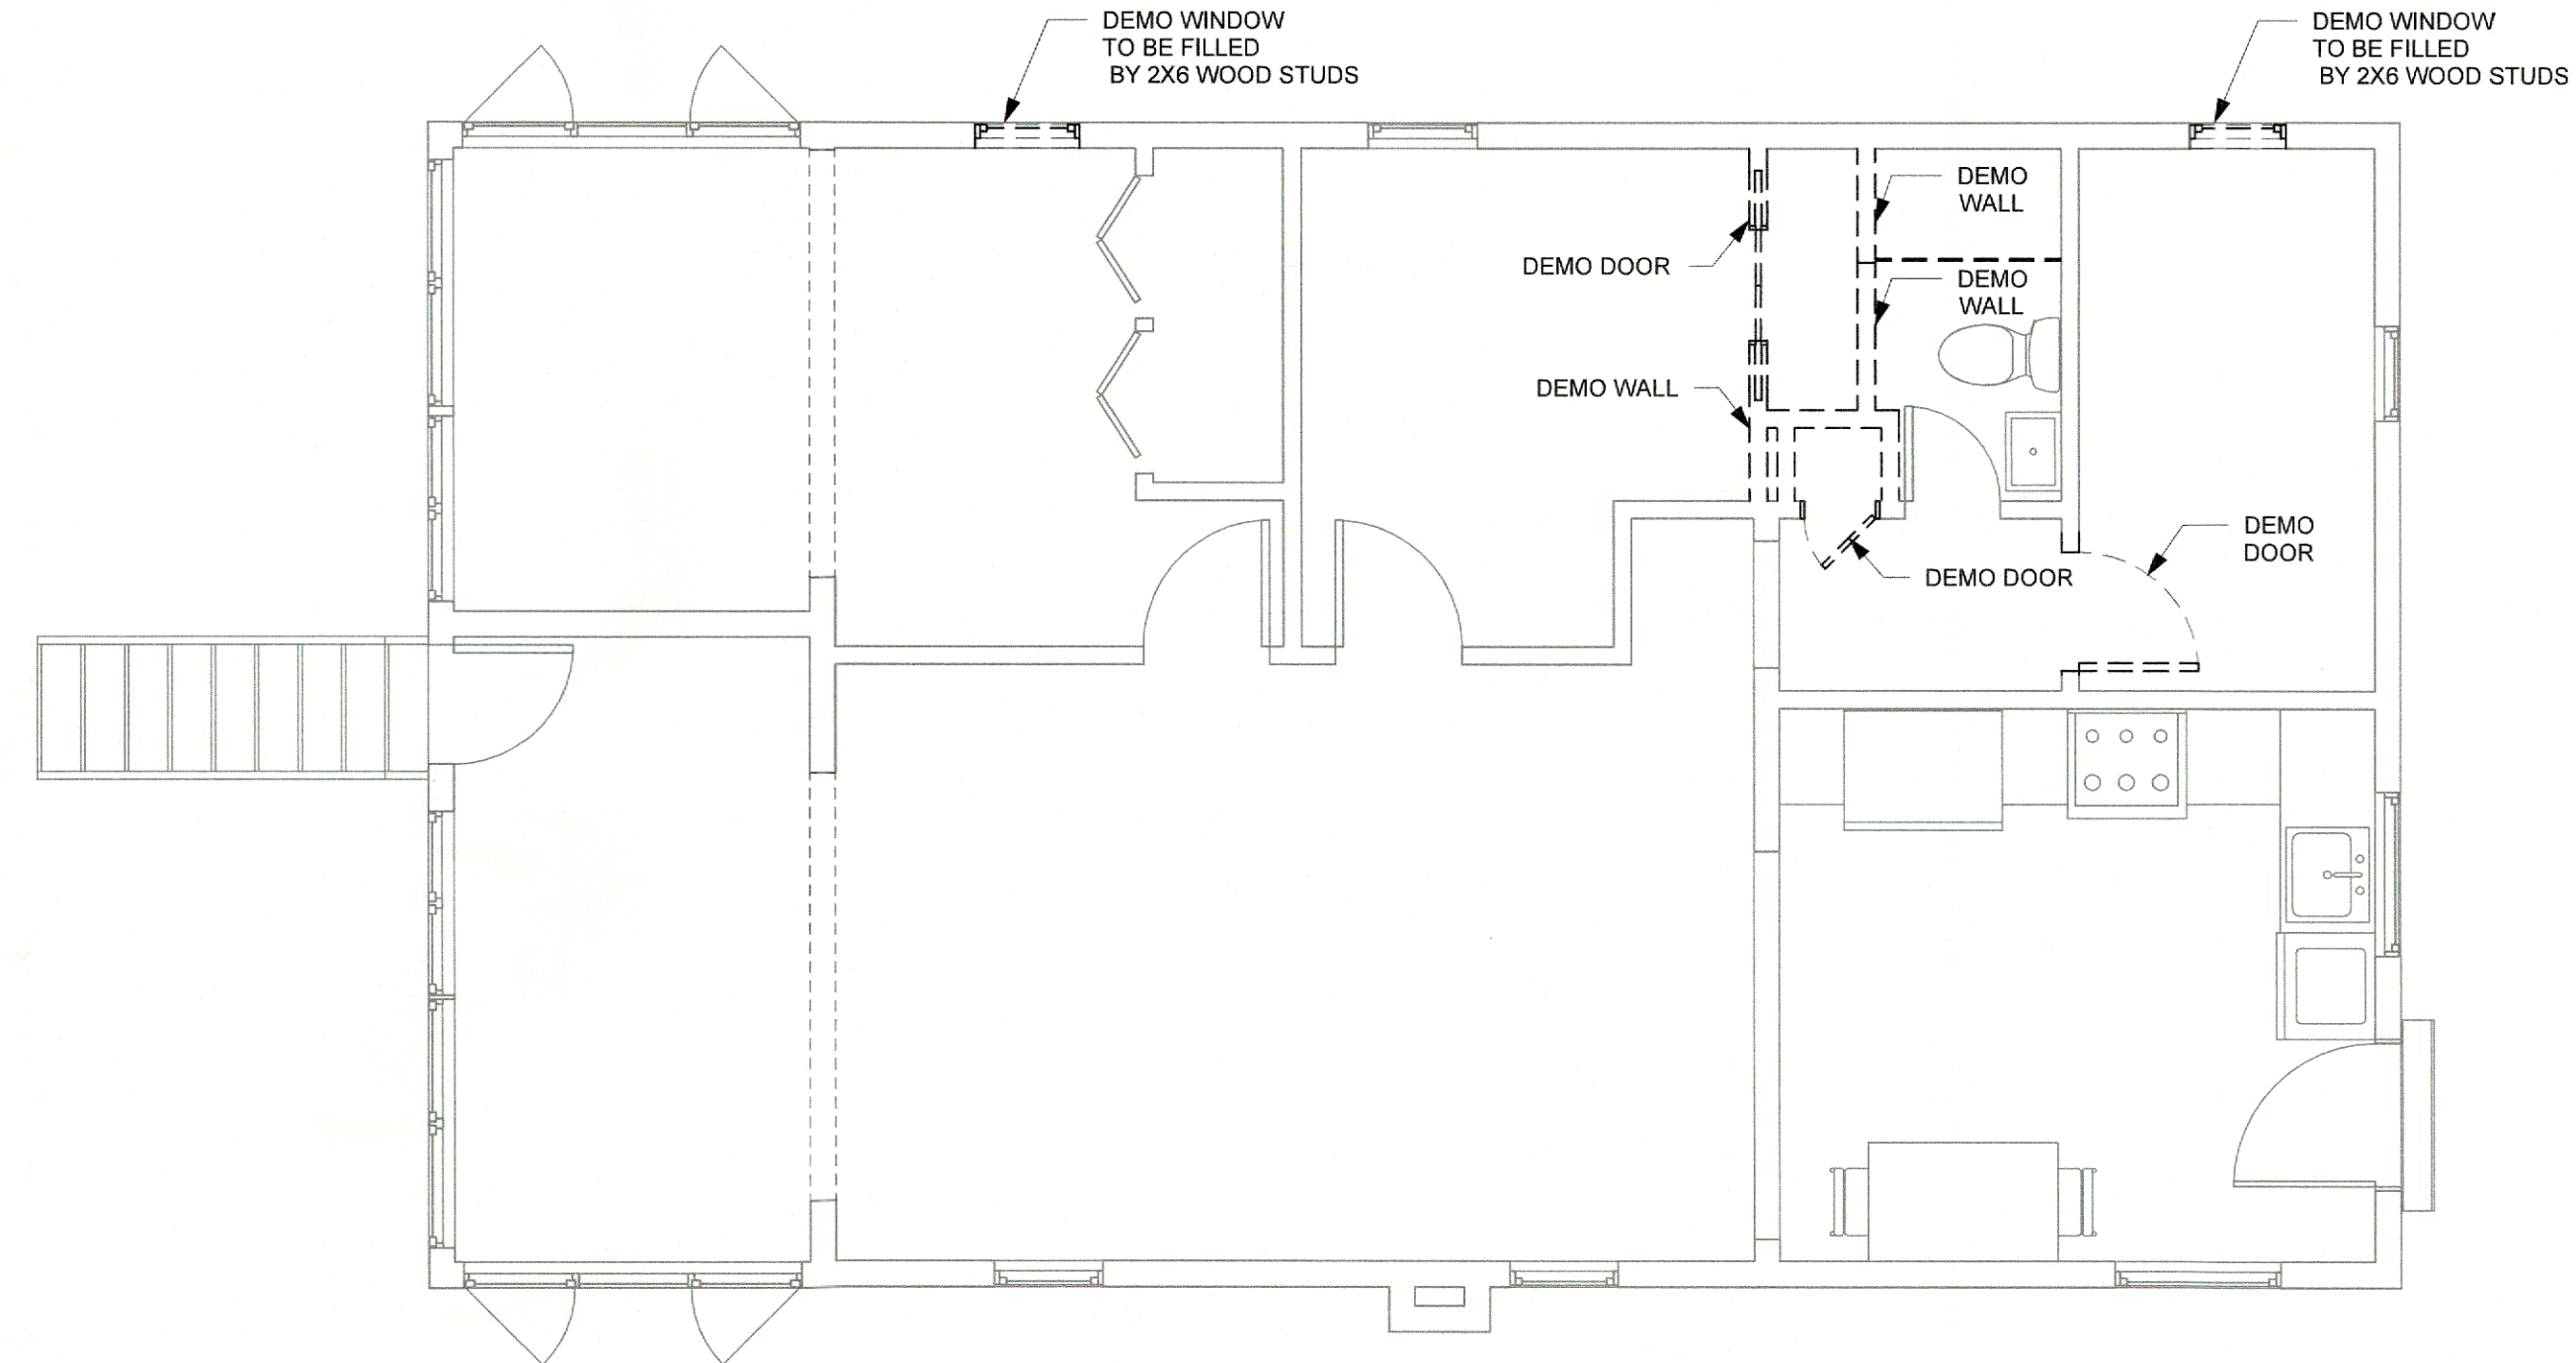 DEMO WINDOW
TO BE FILLED
BY 2X6 WOOD STUDS
DEMO WINDOW
TO BE FILLED
BY 2X6 WOOD STUDS
DEMO
WALL
DEMO DOOR
DEMO
WALL
DEMO WALL
DEMO
DOOR
DEMO DOOR